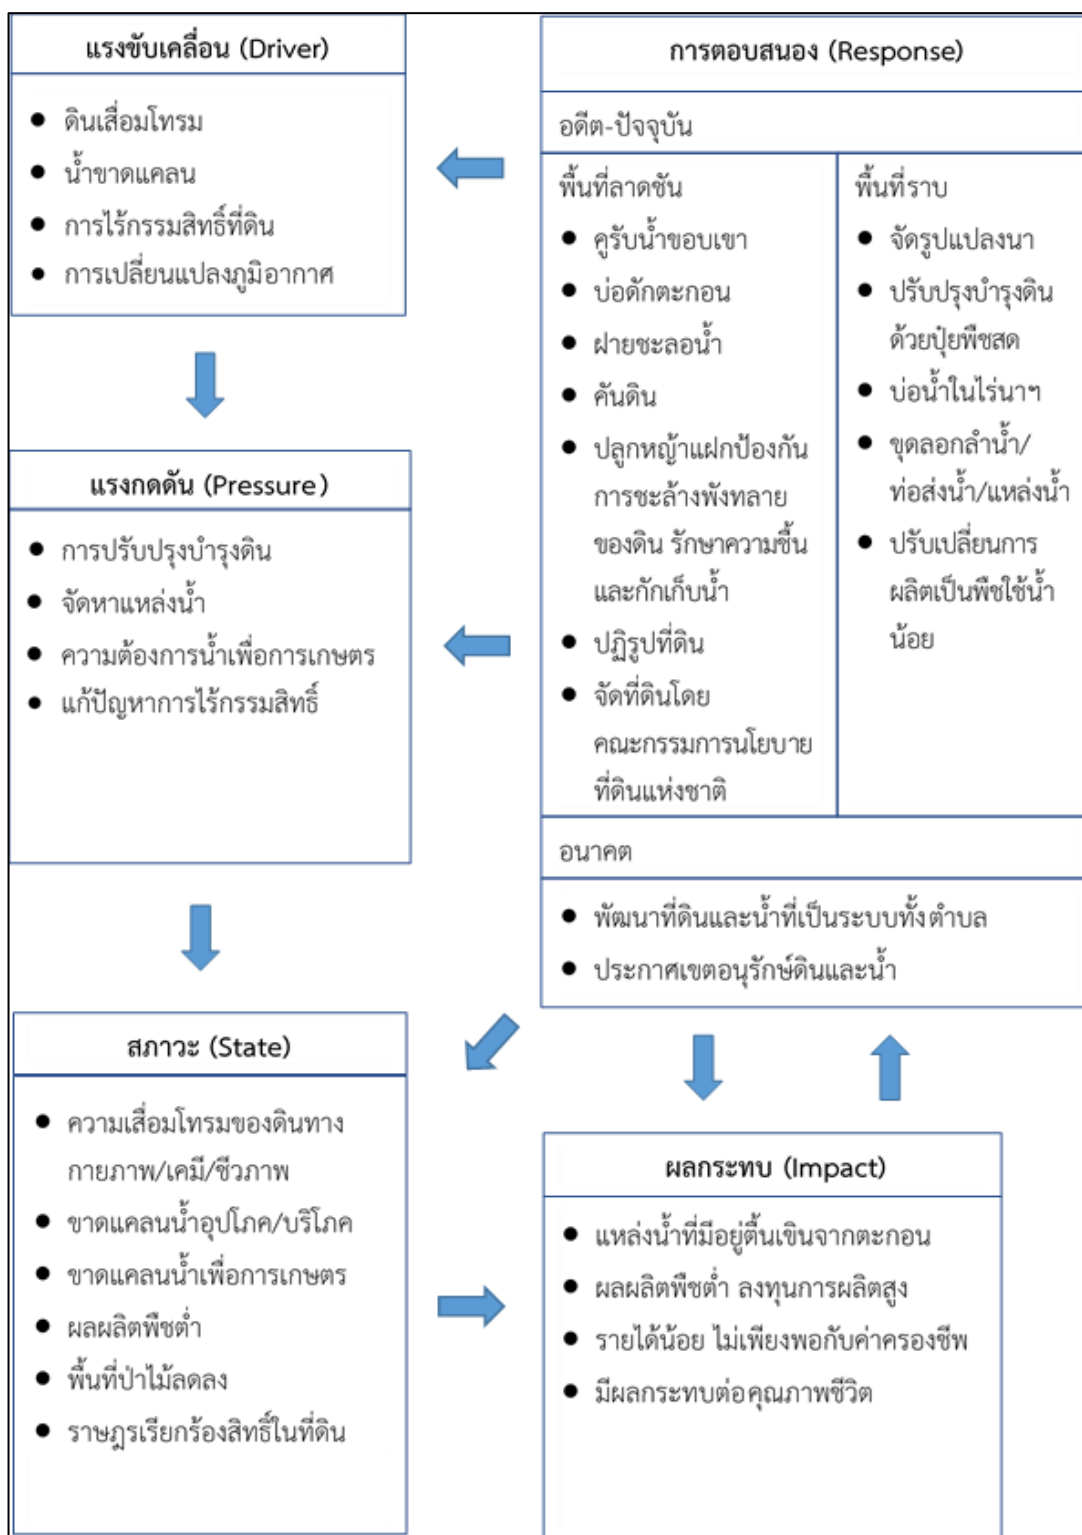 แรงขับเคลื่อน (Driver)
● ดินเสื่อมโทรม
● น้ำขาดแคลน
● การไร้กรรมสิทธิ์ที่ดิน
● การเปลี่ยนแปลงภูมิอากาศ
แรงกดดัน (Pressure)
● การปรับปรุงบำรุงดิน
● จัดหาแหล่งน้ำ
● ความต้องการน้ำเพื่อการเกษตร
● แก้ปัญหาการไร้กรรมสิทธิ์
สภาวะ (State)
● ความเสื่อมโทรมของดินทาง
กายภาพ/เคมี/ชีวภาพ
● ขาดแคลนน้ำอุปโภค/บริโภค
● ขาดแคลนน้ำเพื่อการเกษตร
● ผลผลิตพืชต่ำ
● พื้นที่ป่าไม้ลดลง
● ราษฎรเรียกร้องสิทธิ์ในที่ดิน
การตอบสนอง (Response)
อดีต-ปัจจุบัน
พื้นที่ลาดชัน
● คูรับน้ำขอบเขา
● บ่อดักตะกอน
● ฝายชะลอน้ำ
● คันดิน
● ปลูกหญ้าแฝกป้องกัน
การชะล้างพังทลาย
ของดิน รักษาความชื้น
และกักเก็บน้ำ
● ปฏิรูปที่ดิน
● จัดที่ดินโดย
คณะกรรมการนโยบาย
ที่ดินแห่งชาติ
พื้นที่ราบ
● จัดรูปแปลงนา
● ปรับปรุงบำรุงดิน
ด้วยปุ๋ยพืชสด
● บ่อน้ำในไร่นาฯ
● ขุดลอกลำน้ำ/
ท่อส่งน้ำ/แหล่งน้ำ
● ปรับเปลี่ยนการ
ผลิตเป็นพืชใช้น้ำ
น้อย
อนาคต
● พัฒนาที่ดินและน้ำที่เป็นระบบทั้งตำบล
● ประกาศเขตอนุรักษ์ดินและน้ำ
ผลกระทบ (Impact)
● แหล่งน้ำที่มีอยู่ตื้นเขินจากตะกอน
● ผลผลิตพืชต่ำ ลงทุนการผลิตสูง
● รายได้น้อย ไม่เพียงพอกับค่าครองชีพ
● มีผลกระทบต่อคุณภาพชีวิต